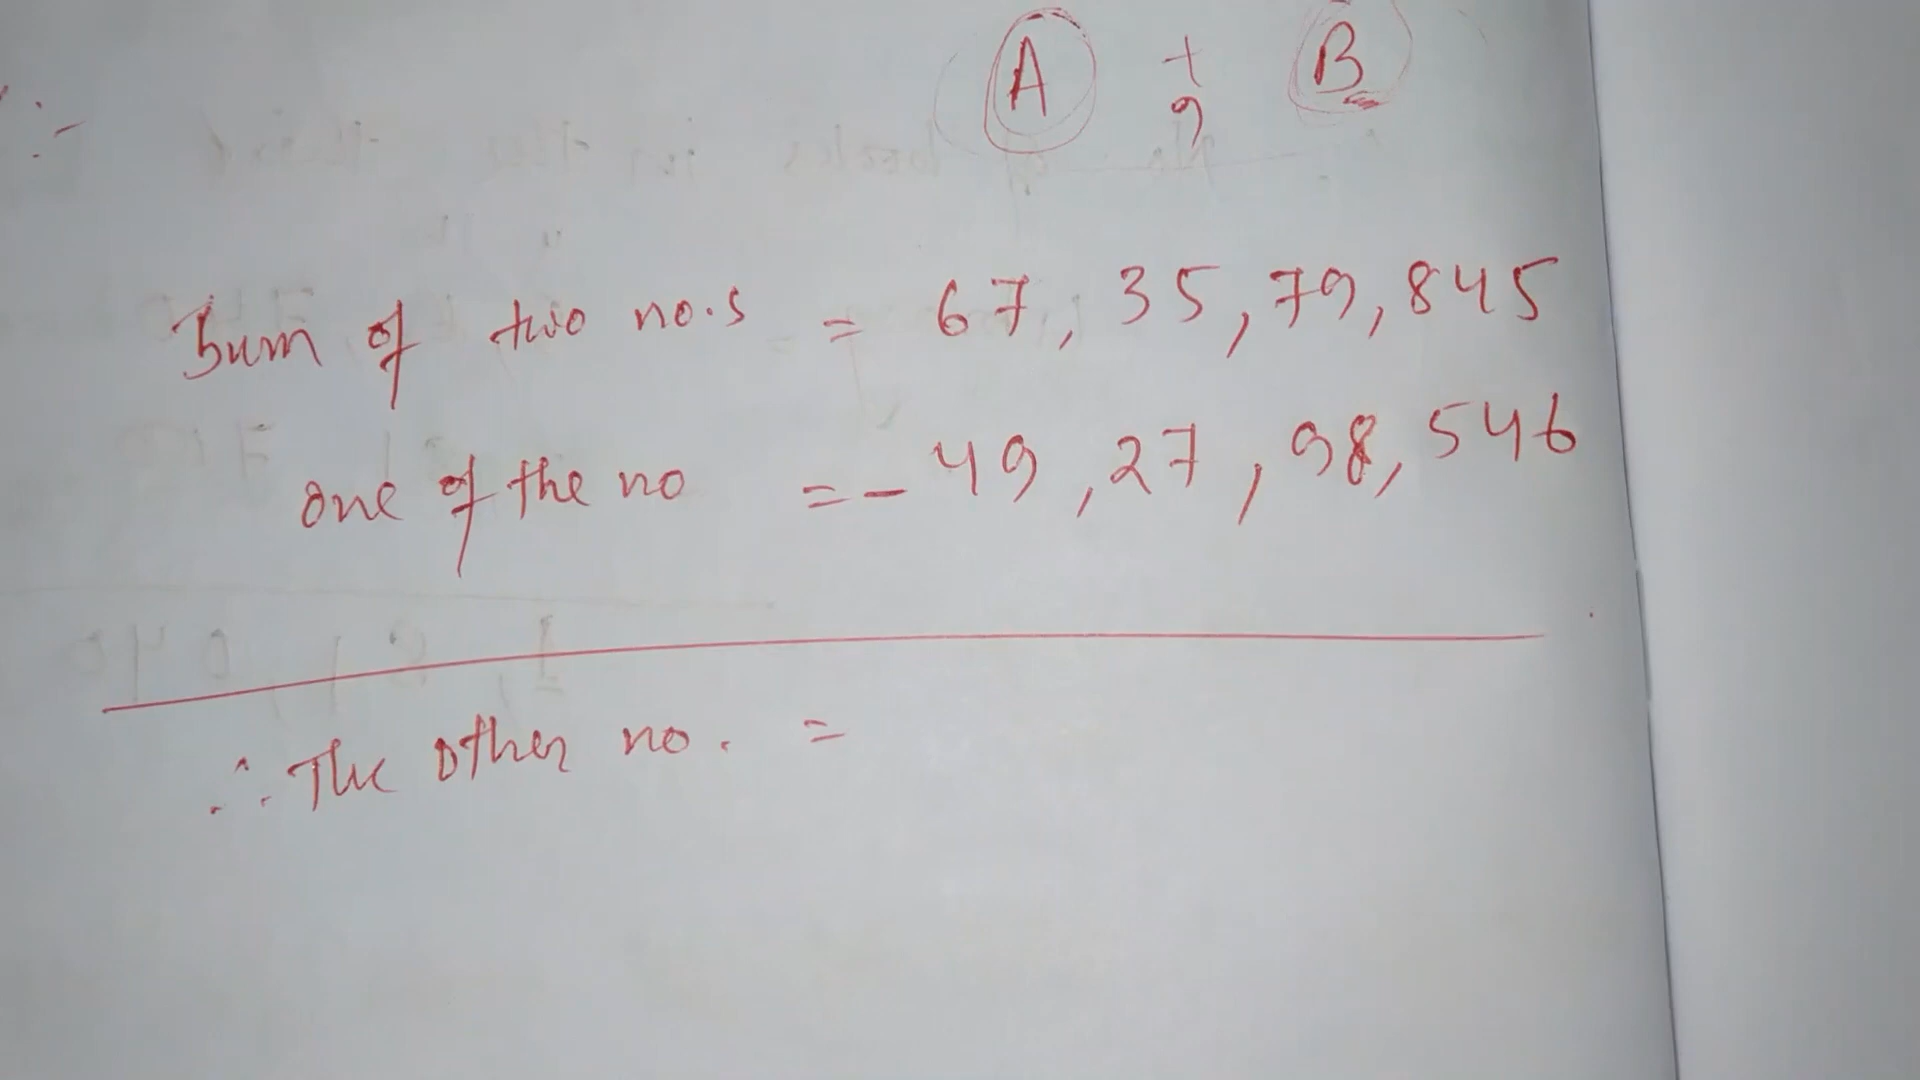 A + B
9
:-
Sum of two no.s = 67, 35, 79, 845
one of the no = - 49, 27, 98, 546
∴ The other no. =